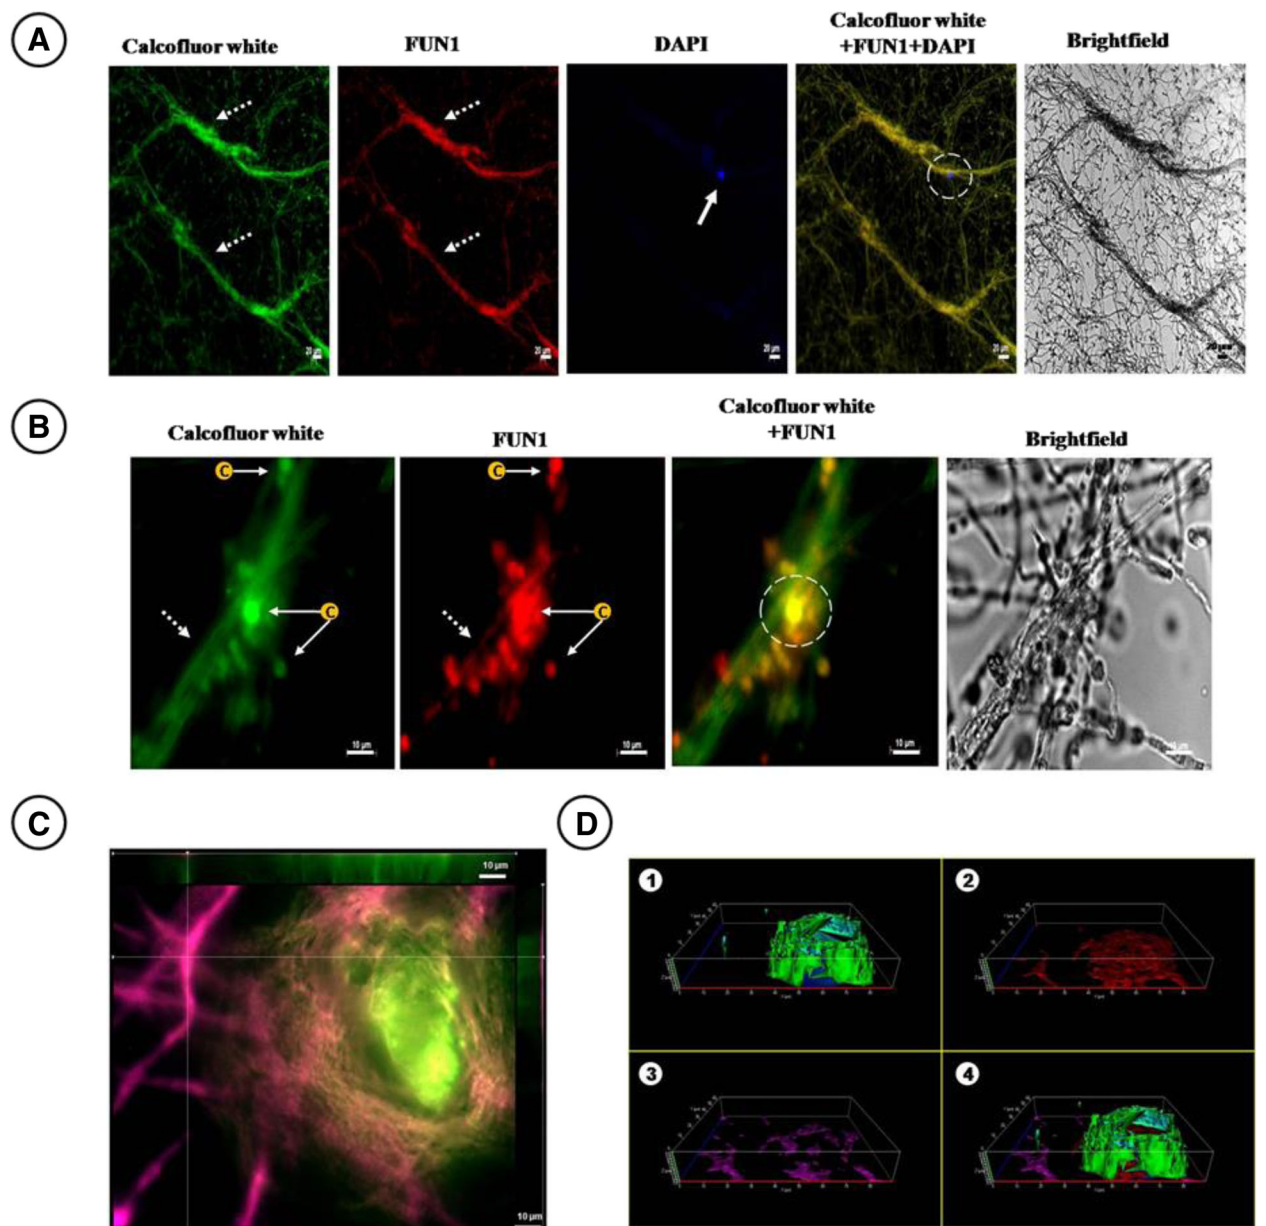 A
Calcofluor white
FUN1
DAPI
Calcofluor white
+FUN1+DAPI
Brightfield
20 µm
20 µm
20 µm
20 µm
20 µm
B
Calcofluor white
FUN1
Calcofluor white
+FUN1
Brightfield
C
C
C
C
10 µm
10 µm
10 µm
C
10 µm
10 µm
D
1
2
3
4